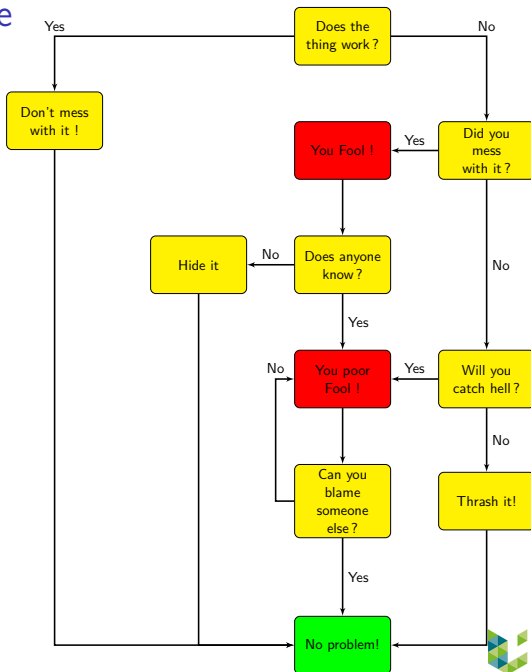 e
Does the
thing work ?
Yes
No
Don't mess
with it !
You Fool !
Yes
Did you
mess
with it ?
Hide it
No
Does anyone
know ?
No
Yes
No
You poor
Fool !
Yes
Will you
catch hell ?
No
Can you
blame
someone
else ?
Thrash it!
Yes
No problem!